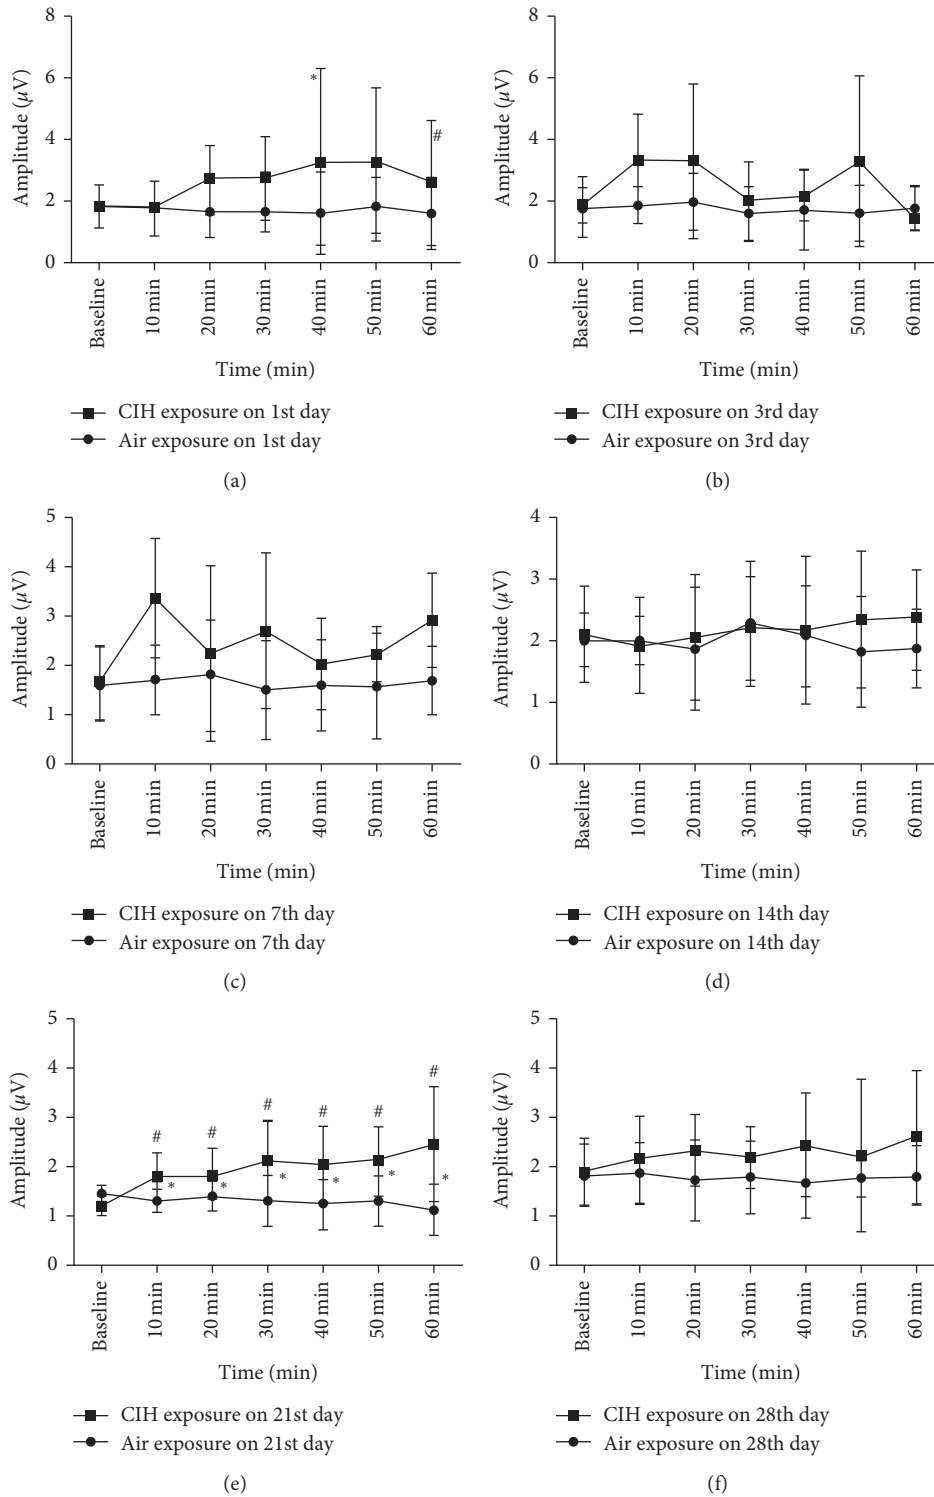 8
6
4
2
0
Amplitude (μV)
*
#
Baseline
10 min
20 min
30 min
40 min
50 min
60 min
Time (min)
CIH exposure on 1st day
Air exposure on 1st day
(a)
8
6
4
2
0
Amplitude (μV)
Baseline
10 min
20 min
30 min
40 min
50 min
60 min
Time (min)
CIH exposure on 3rd day
Air exposure on 3rd day
(b)
5
4
3
2
1
0
Amplitude (μV)
Baseline
10 min
20 min
30 min
40 min
50 min
60 min
Time (min)
CIH exposure on 7th day
Air exposure on 7th day
(c)
4
3
2
1
0
Amplitude (μV)
Baseline
10 min
20 min
30 min
40 min
50 min
60 min
Time (min)
CIH exposure on 14th day
Air exposure on 14th day
(d)
5
4
3
2
1
0
Amplitude (μV)
# # # # # #
* * * * * *
Baseline
10 min
20 min
30 min
40 min
50 min
60 min
Time (min)
CIH exposure on 21st day
Air exposure on 21st day
(e)
5
4
3
2
1
0
Amplitude (μV)
Baseline
10 min
20 min
30 min
40 min
50 min
60 min
Time (min)
CIH exposure on 28th day
Air exposure on 28th day
(f)